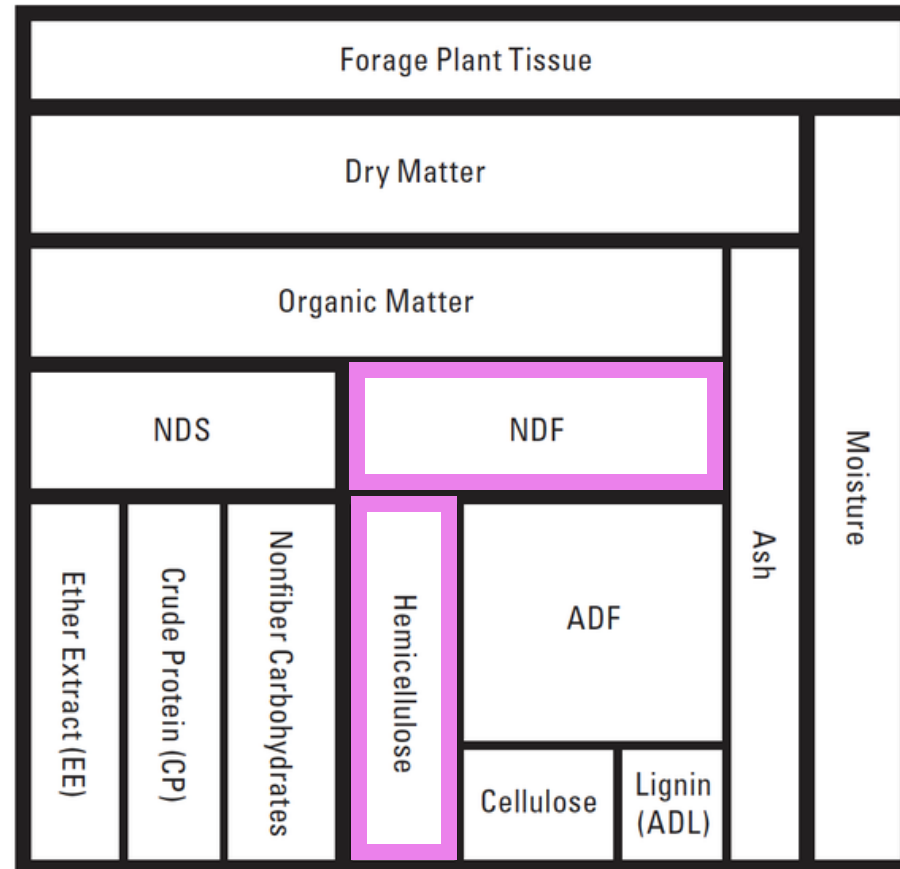 Forage Plant Tissue
Dry Matter
Organic Matter
NDS
NDF
Ether Extract (EE)
Crude Protein (CP)
Nonfiber Carbohydrates
Hemicellulose
ADF
Cellulose
Lignin
(ADL)
Ash
Moisture